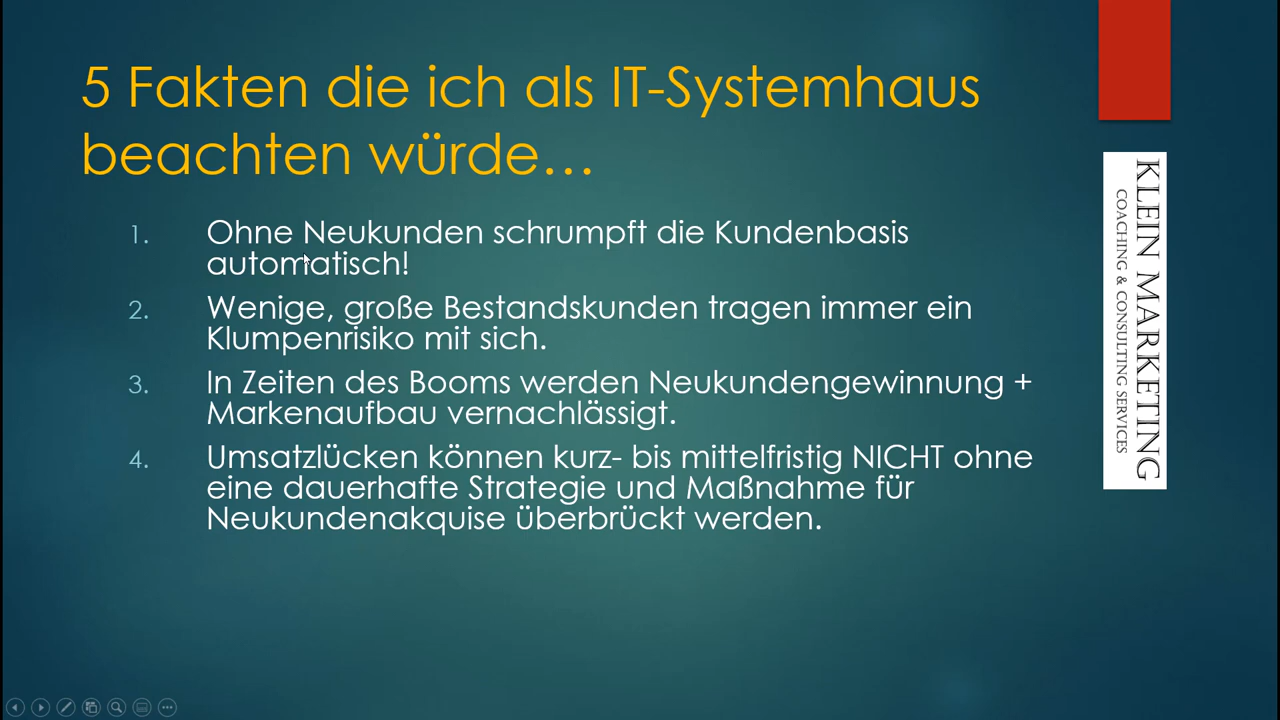 5 Fakten die ich als IT-Systemhaus
beachten würde…
1. Ohne Neukunden schrumpft die Kundenbasis
automatisch!
2. Wenige, große Bestandskunden tragen immer ein
Klumpenrisiko mit sich.
3. In Zeiten des Booms werden Neukundengewinnung +
Markenaufbau vernachlässigt.
4. Umsatzlücken können kurz- bis mittelfristig NICHT ohne
eine dauerhafte Strategie und Maßnahme für
Neukundenakquise überbrückt werden.
KLEIN MARKETING
COACHING & CONSULTING SERVICES